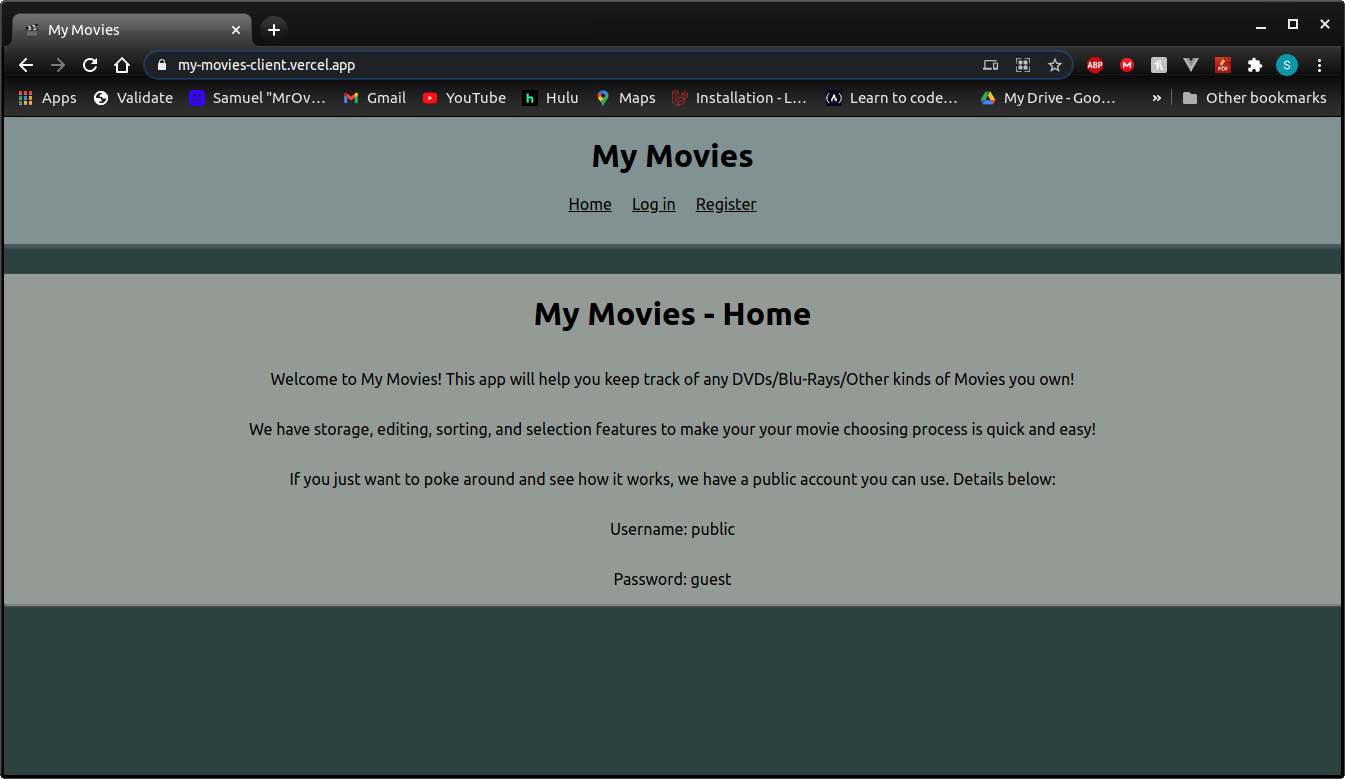 My Movies
my-movies-client.vercel.app
ABP
M
PDF
S
Apps
Validate
Samuel "MrOv...
Gmail
YouTube
h
Hulu
Maps
Installation - L...
(A)
Learn to code...
My Drive - Goo...
»
Other bookmarks
My Movies
Home
Log in
Register
My Movies - Home
Welcome to My Movies! This app will help you keep track of any DVDs/Blu-Rays/Other kinds of Movies you own!
We have storage, editing, sorting, and selection features to make your your movie choosing process is quick and easy!
If you just want to poke around and see how it works, we have a public account you can use. Details below:
Username: public
Password: guest